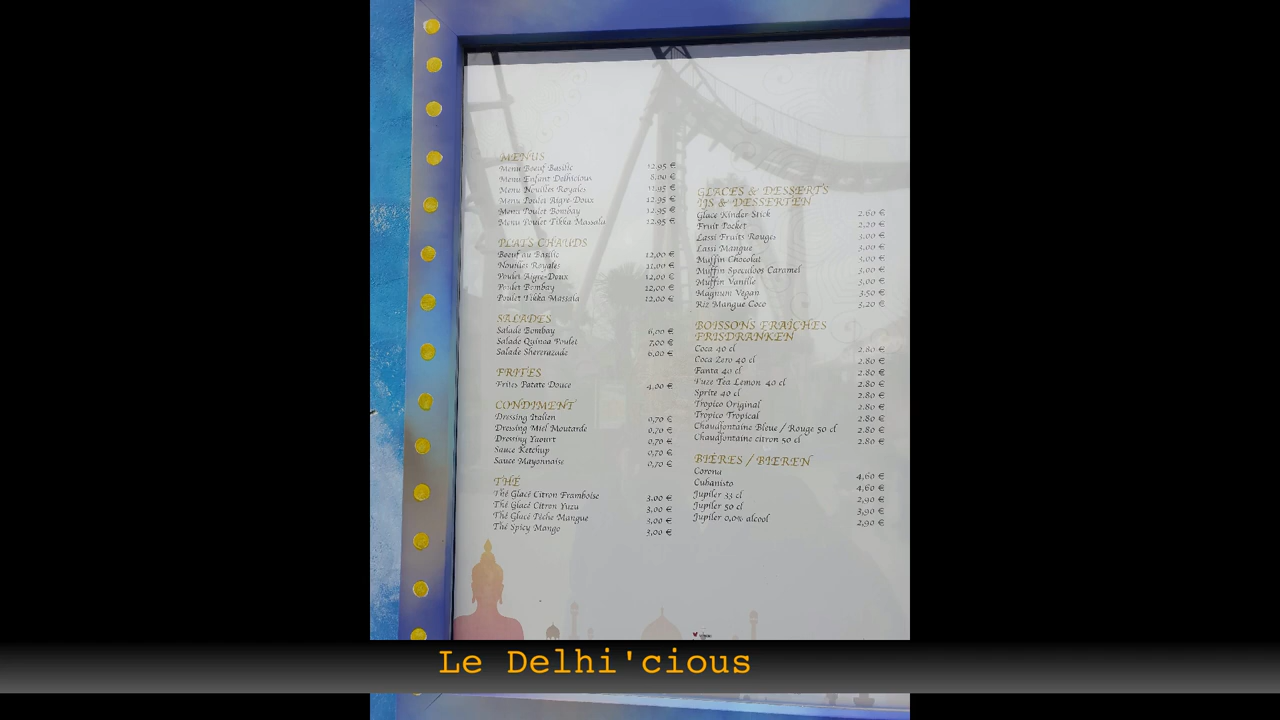 MENUS
Menu Boeuf Basilic 12,95 €
Menu Enfant Delhicious 8,00 €
Menu Nouilles Royales 11,95 €
Menu Poulet Aigre-Doux 12,95 €
Menu Poulet Bombay 12,95 €
Menu Poulet Tikka Massala 12,95 €
PLATS CHAUDS
Boeuf au Basilic 12,00 €
Nouilles Royales 11,00 €
Poulet Aigre-Doux 12,00 €
Poulet Bombay 12,00 €
Poulet Tikka Massala 12,00 €
SALADES
Salade Bombay 6,00 €
Salade Quinoa Poulet 7,00 €
Salade Shererazade 6,00 €
FRITES
Frites Patate Douce 4,00 €
CONDIMENT
Dressing Italien 0,70 €
Dressing Miel Moutarde 0,70 €
Dressing Yaourt 0,70 €
Sauce Ketchup 0,70 €
Sauce Mayonnaise 0,70 €
THÉ
Thé Glacé Citron Framboise 3,00 €
Thé Glacé Citron Yuzu 3,00 €
Thé Glacé Pêche Mangue 3,00 €
Thé Spicy Mango 3,00 €
GLACES & DESSERTS
IJS & DESSERTEN
Glace Kinder Stick 2,60 €
Fruit Pocket 2,20 €
Lassi Fruits Rouges 3,00 €
Lassi Mangue 3,00 €
Muffin Chocolat 3,00 €
Muffin Speculoos Caramel 3,00 €
Muffin Vanille 3,00 €
Magnum Vegan 3,50 €
Riz Mangue Coco 3,20 €
BOISSONS FRAÎCHES
FRISDRANKEN
Coca 40 cl 2,80 €
Coca Zero 40 cl 2,80 €
Fanta 40 cl 2,80 €
Fuze Tea Lemon 40 cl 2,80 €
Sprite 40 cl 2,80 €
Tropico Original 2,80 €
Tropico Tropical 2,80 €
Chaudfontaine Bleue / Rouge 50 cl 2,80 €
Chaudfontaine citron 50 cl 2,80 €
BIÈRES / BIEREN
Corona 4,60 €
Cubanisto 4,60 €
Jupiler 33 cl 2,90 €
Jupiler 50 cl 3,90 €
Jupiler 0,0% alcool 2,90 €
Le Delhi'cious